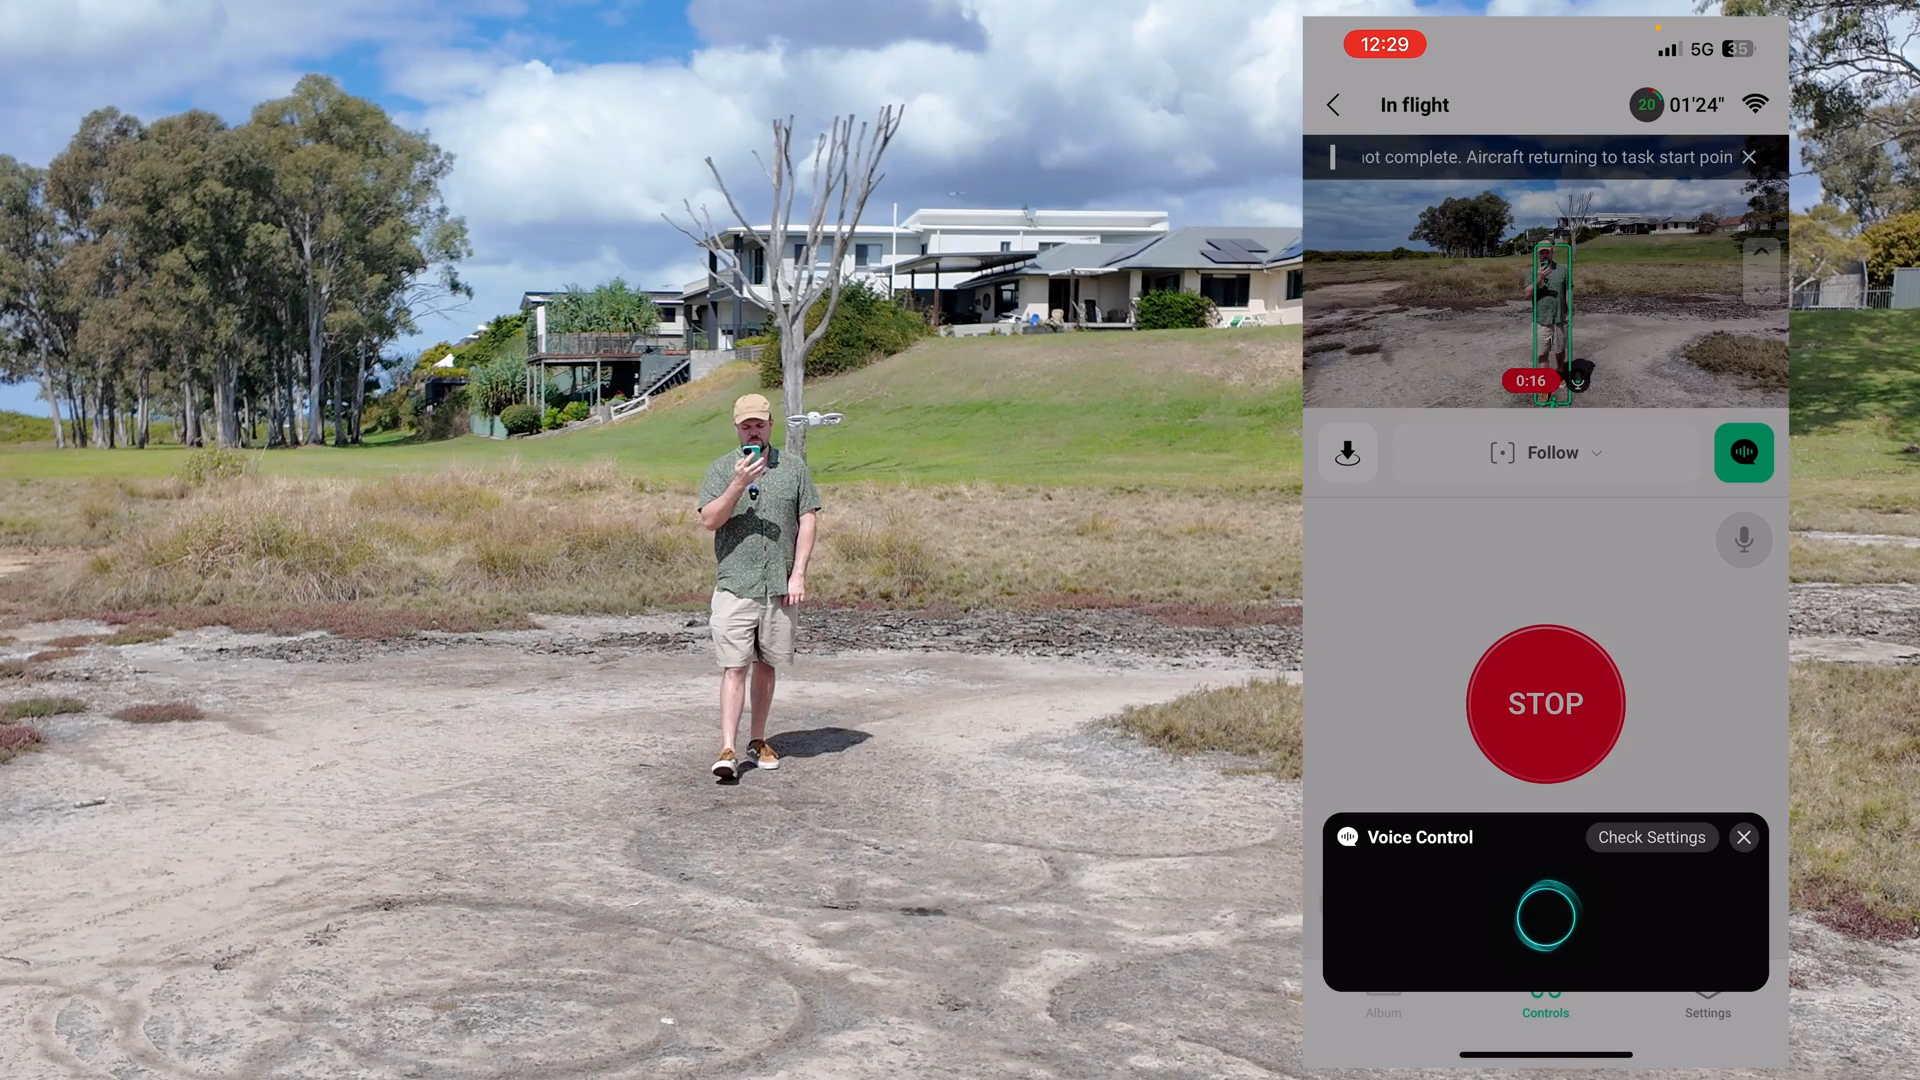 12:29
5G 35
In flight
20 01'24"
not complete. Aircraft returning to task start poin
0:16
Follow
STOP
Voice Control
Check Settings
Album
Controls
Settings